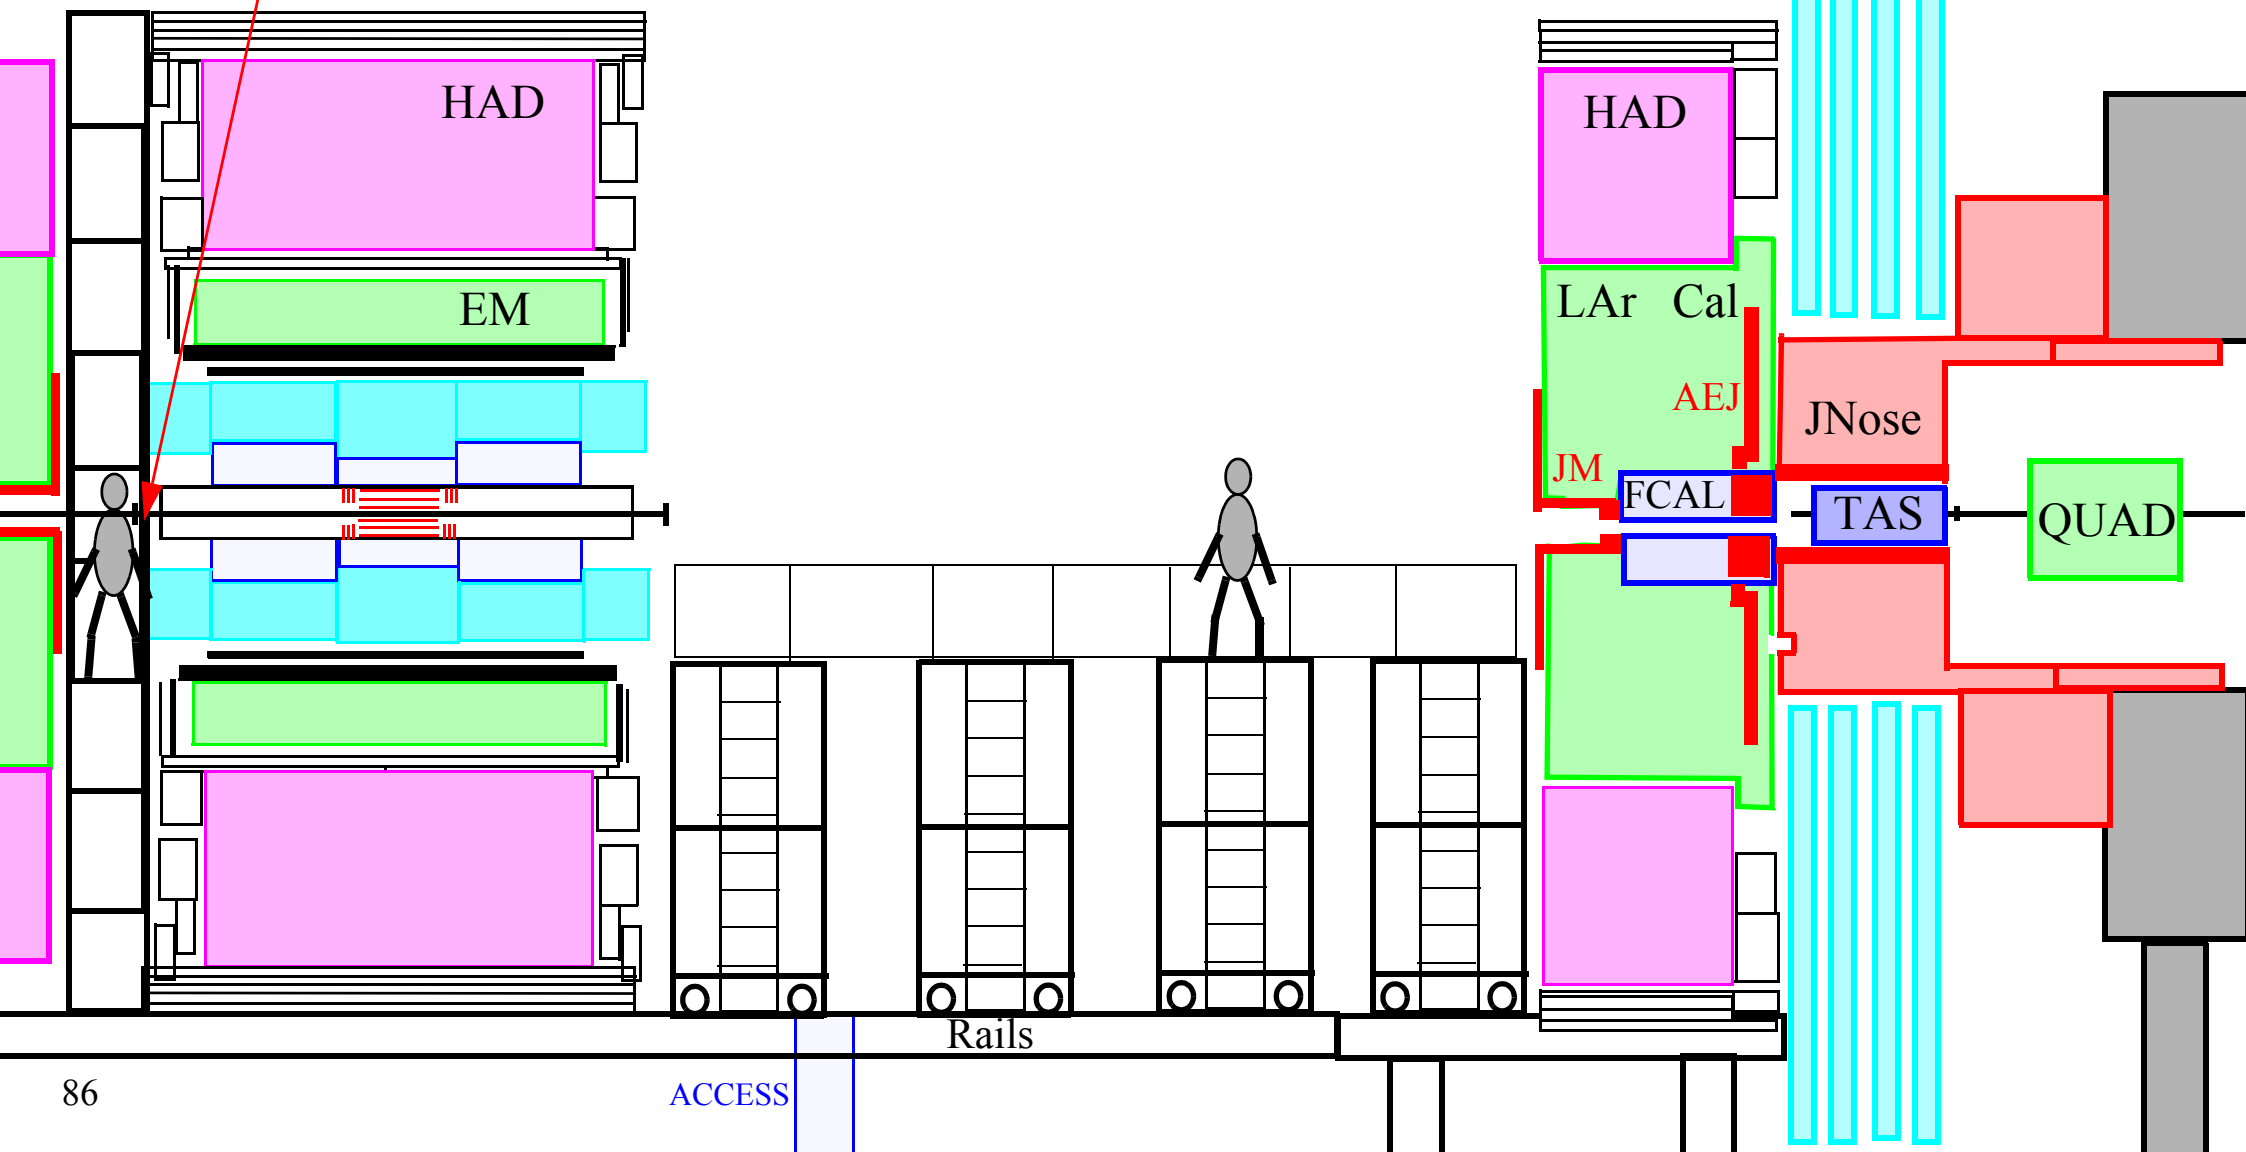 HAD
HAD
EM
LAr Cal
AEJ
JNose
JM
FCAL
TAS
QUAD
Rails
86
ACCESS